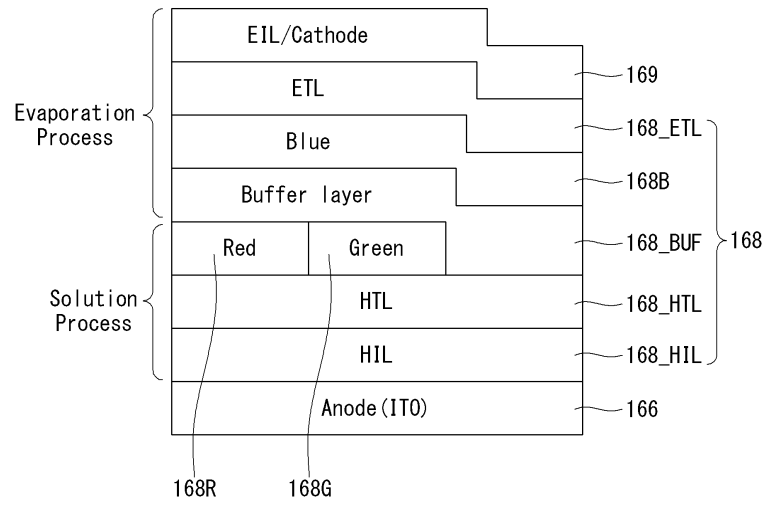 EIL/Cathode
169
ETL
Evaporation
Process
168_ETL
Blue
168B
Buffer layer
168_BUF
168
Red
Green
Solution
Process
HTL
168_HTL
HIL
168_HIL
Anode(ITO)
166
168R
168G